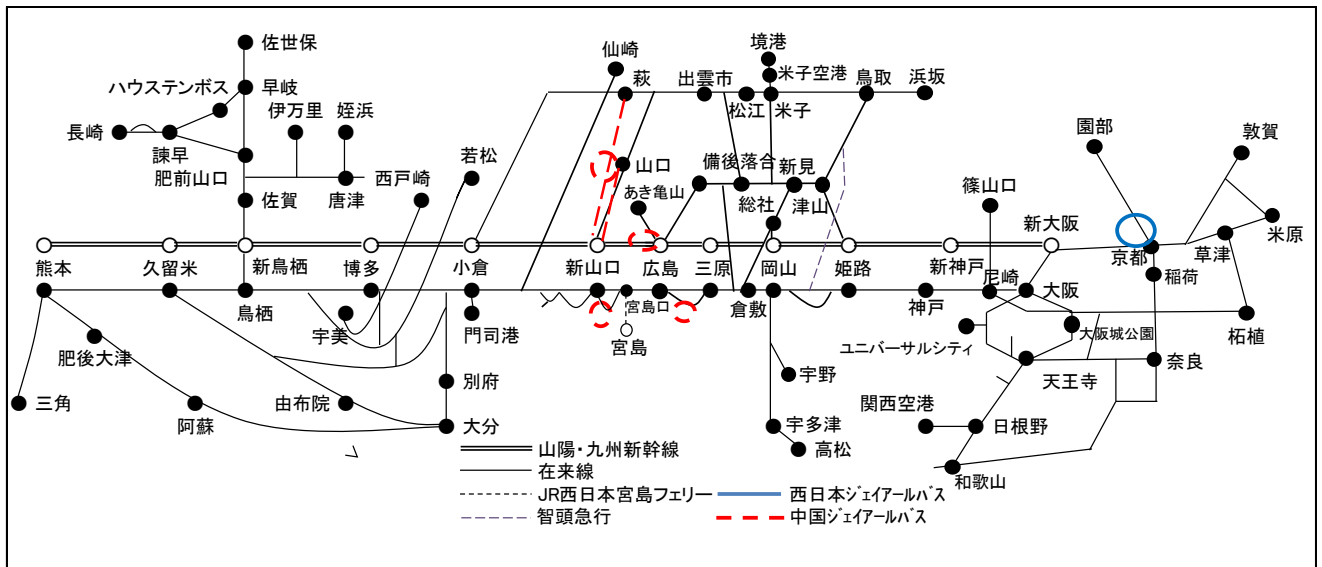 佐世保
仙崎
境港
萩
出雲市
米子空港
鳥取
浜坂
ハウステンボス
早岐
松江
米子
伊万里
姪浜
園部
敦賀
長崎
諫早
若松
山口
備後落合
新見
肥前山口
西戸崎
あき亀山
篠山口
佐賀
唐津
総社
津山
新大阪
米原
京都
草津
熊本
久留米
新鳥栖
博多
小倉
新山口
広島
三原
岡山
姫路
新神戸
稲荷
尼崎
鳥栖
宮島口
倉敷
神戸
大阪
宇美
門司港
宮島
大阪城公園
柘植
肥後大津
ユニバーサルシティ
奈良
別府
宇野
天王寺
三角
阿蘇
由布院
大分
関西空港
宇多津
日根野
高松
和歌山
山陽・九州新幹線
在来線
JR西日本宮島フェリー
西日本ジェイアールバス
智頭急行
中国ジェイアールバス